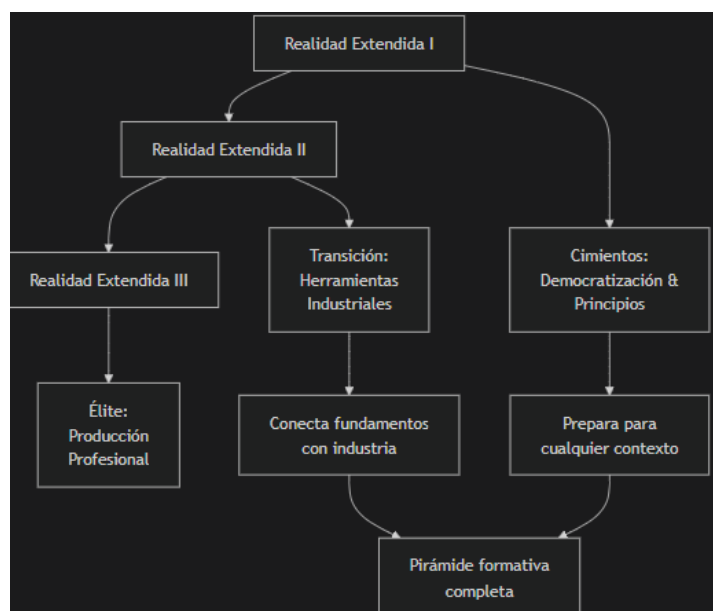 Realidad Extendida I
Realidad Extendida II
Realidad Extendida III
Transición:
Herramientas
Industriales
Cimientos:
Democratización &
Principios
Élite:
Producción
Profesional
Conecta fundamentos
con industria
Prepara para
cualquier contexto
Pirámide formativa
completa